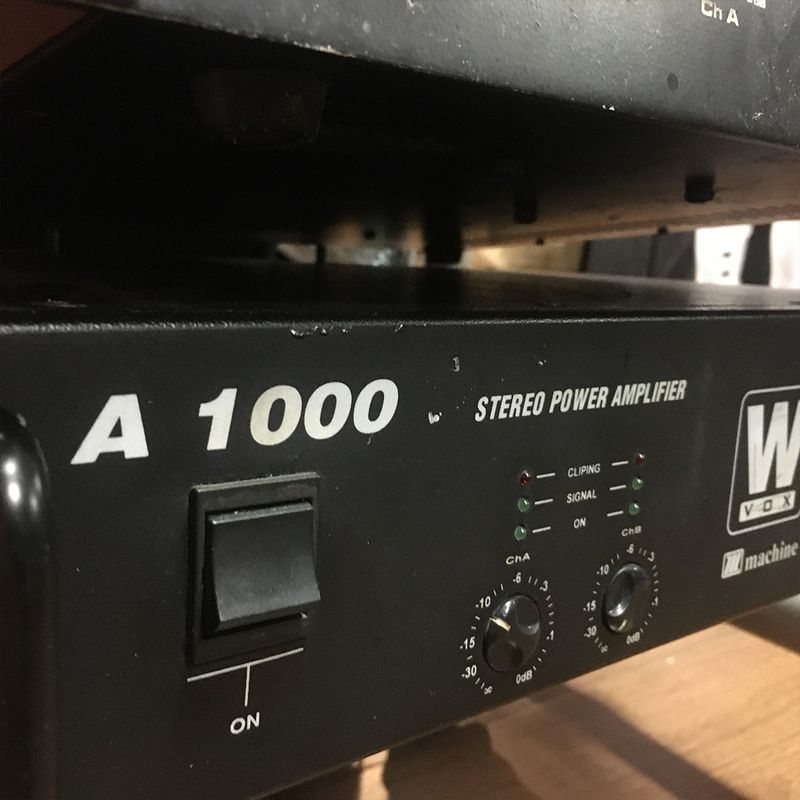 Ch A
A 1000
STEREO POWER AMPLIFIER
W
VOX
machine
CLIPING
SIGNAL
ON
ChA
ChB
-6
-3
-10
-1
-15
-30
∞
0dB
-6
-3
-10
-1
-15
-30
∞
0dB
ON